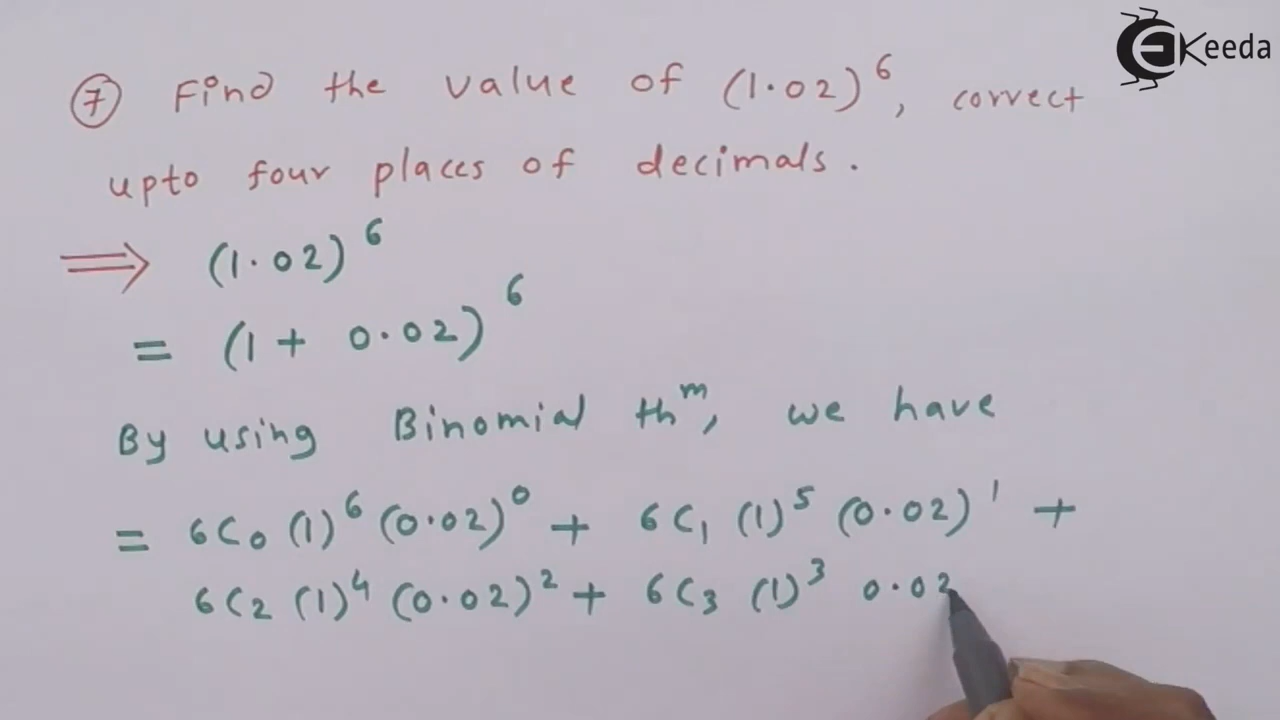 EKeeda
⑦ Find the value of (1.02)⁶, correct
upto four places of decimals.
⟹ (1.02)⁶
= (1 + 0.02)⁶
By using Binomial thᵐ, we have
= 6C₀ (1)⁶ (0.02)⁰ + 6C₁ (1)⁵ (0.02)¹ +
6C₂ (1)⁴ (0.02)² + 6C₃ (1)³ 0.02